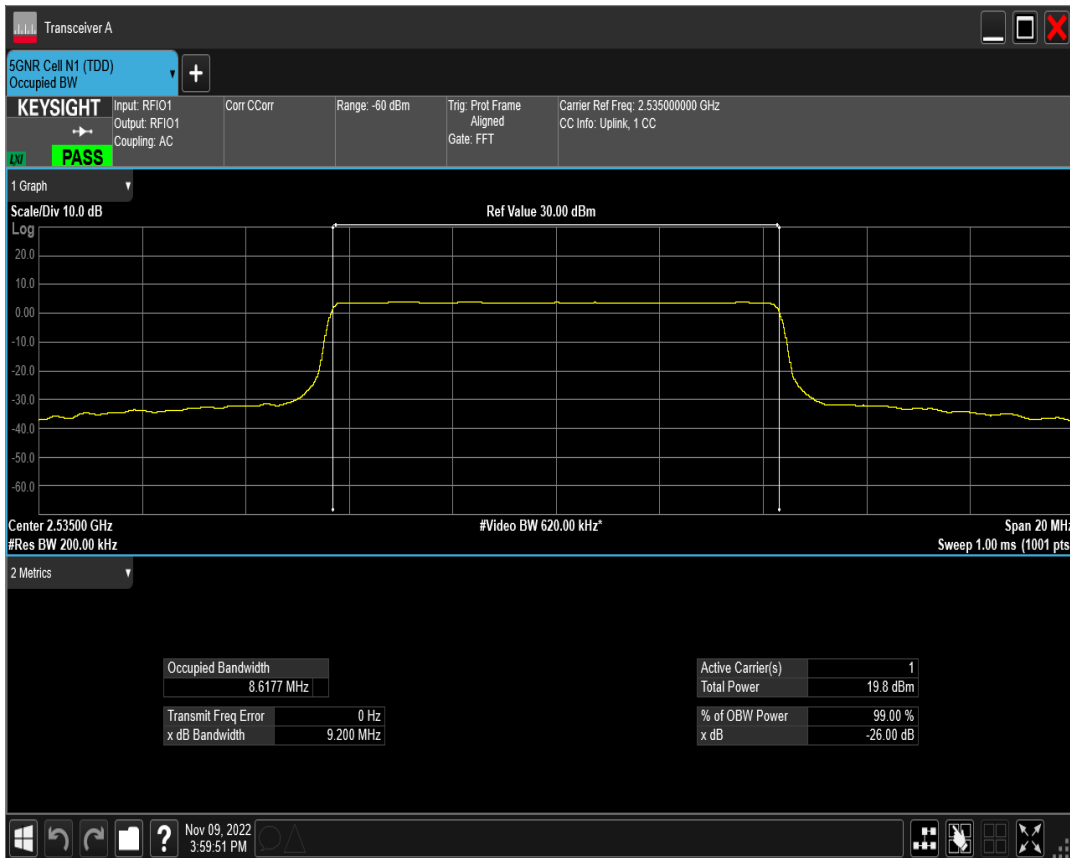 Transceiver A
5GNR Cell N1 (TDD)
Occupied BW
+
KEYSIGHT
LXI
PASS
Input: RFIO1
Output: RFIO1
Coupling: AC
Corr CCorr
Range: -60 dBm
Trig: Prot Frame
Aligned
Gate: FFT
Carrier Ref Freq: 2.535000000 GHz
CC Info: Uplink, 1 CC
1 Graph
Scale/Div 10.0 dB
Ref Value 30.00 dBm
Log
20.0
10.0
0.00
-10.0
-20.0
-30.0
-40.0
-50.0
-60.0
Center 2.53500 GHz
#Video BW 620.00 kHz*
Span 20 MHz
#Res BW 200.00 kHz
Sweep 1.00 ms (1001 pts
2 Metrics
Occupied Bandwidth
8.6177 MHz
Transmit Freq Error 0 Hz
x dB Bandwidth 9.200 MHz
Active Carrier(s) 1
Total Power 19.8 dBm
% of OBW Power 99.00 %
x dB -26.00 dB
?
Nov 09, 2022
3:59:51 PM